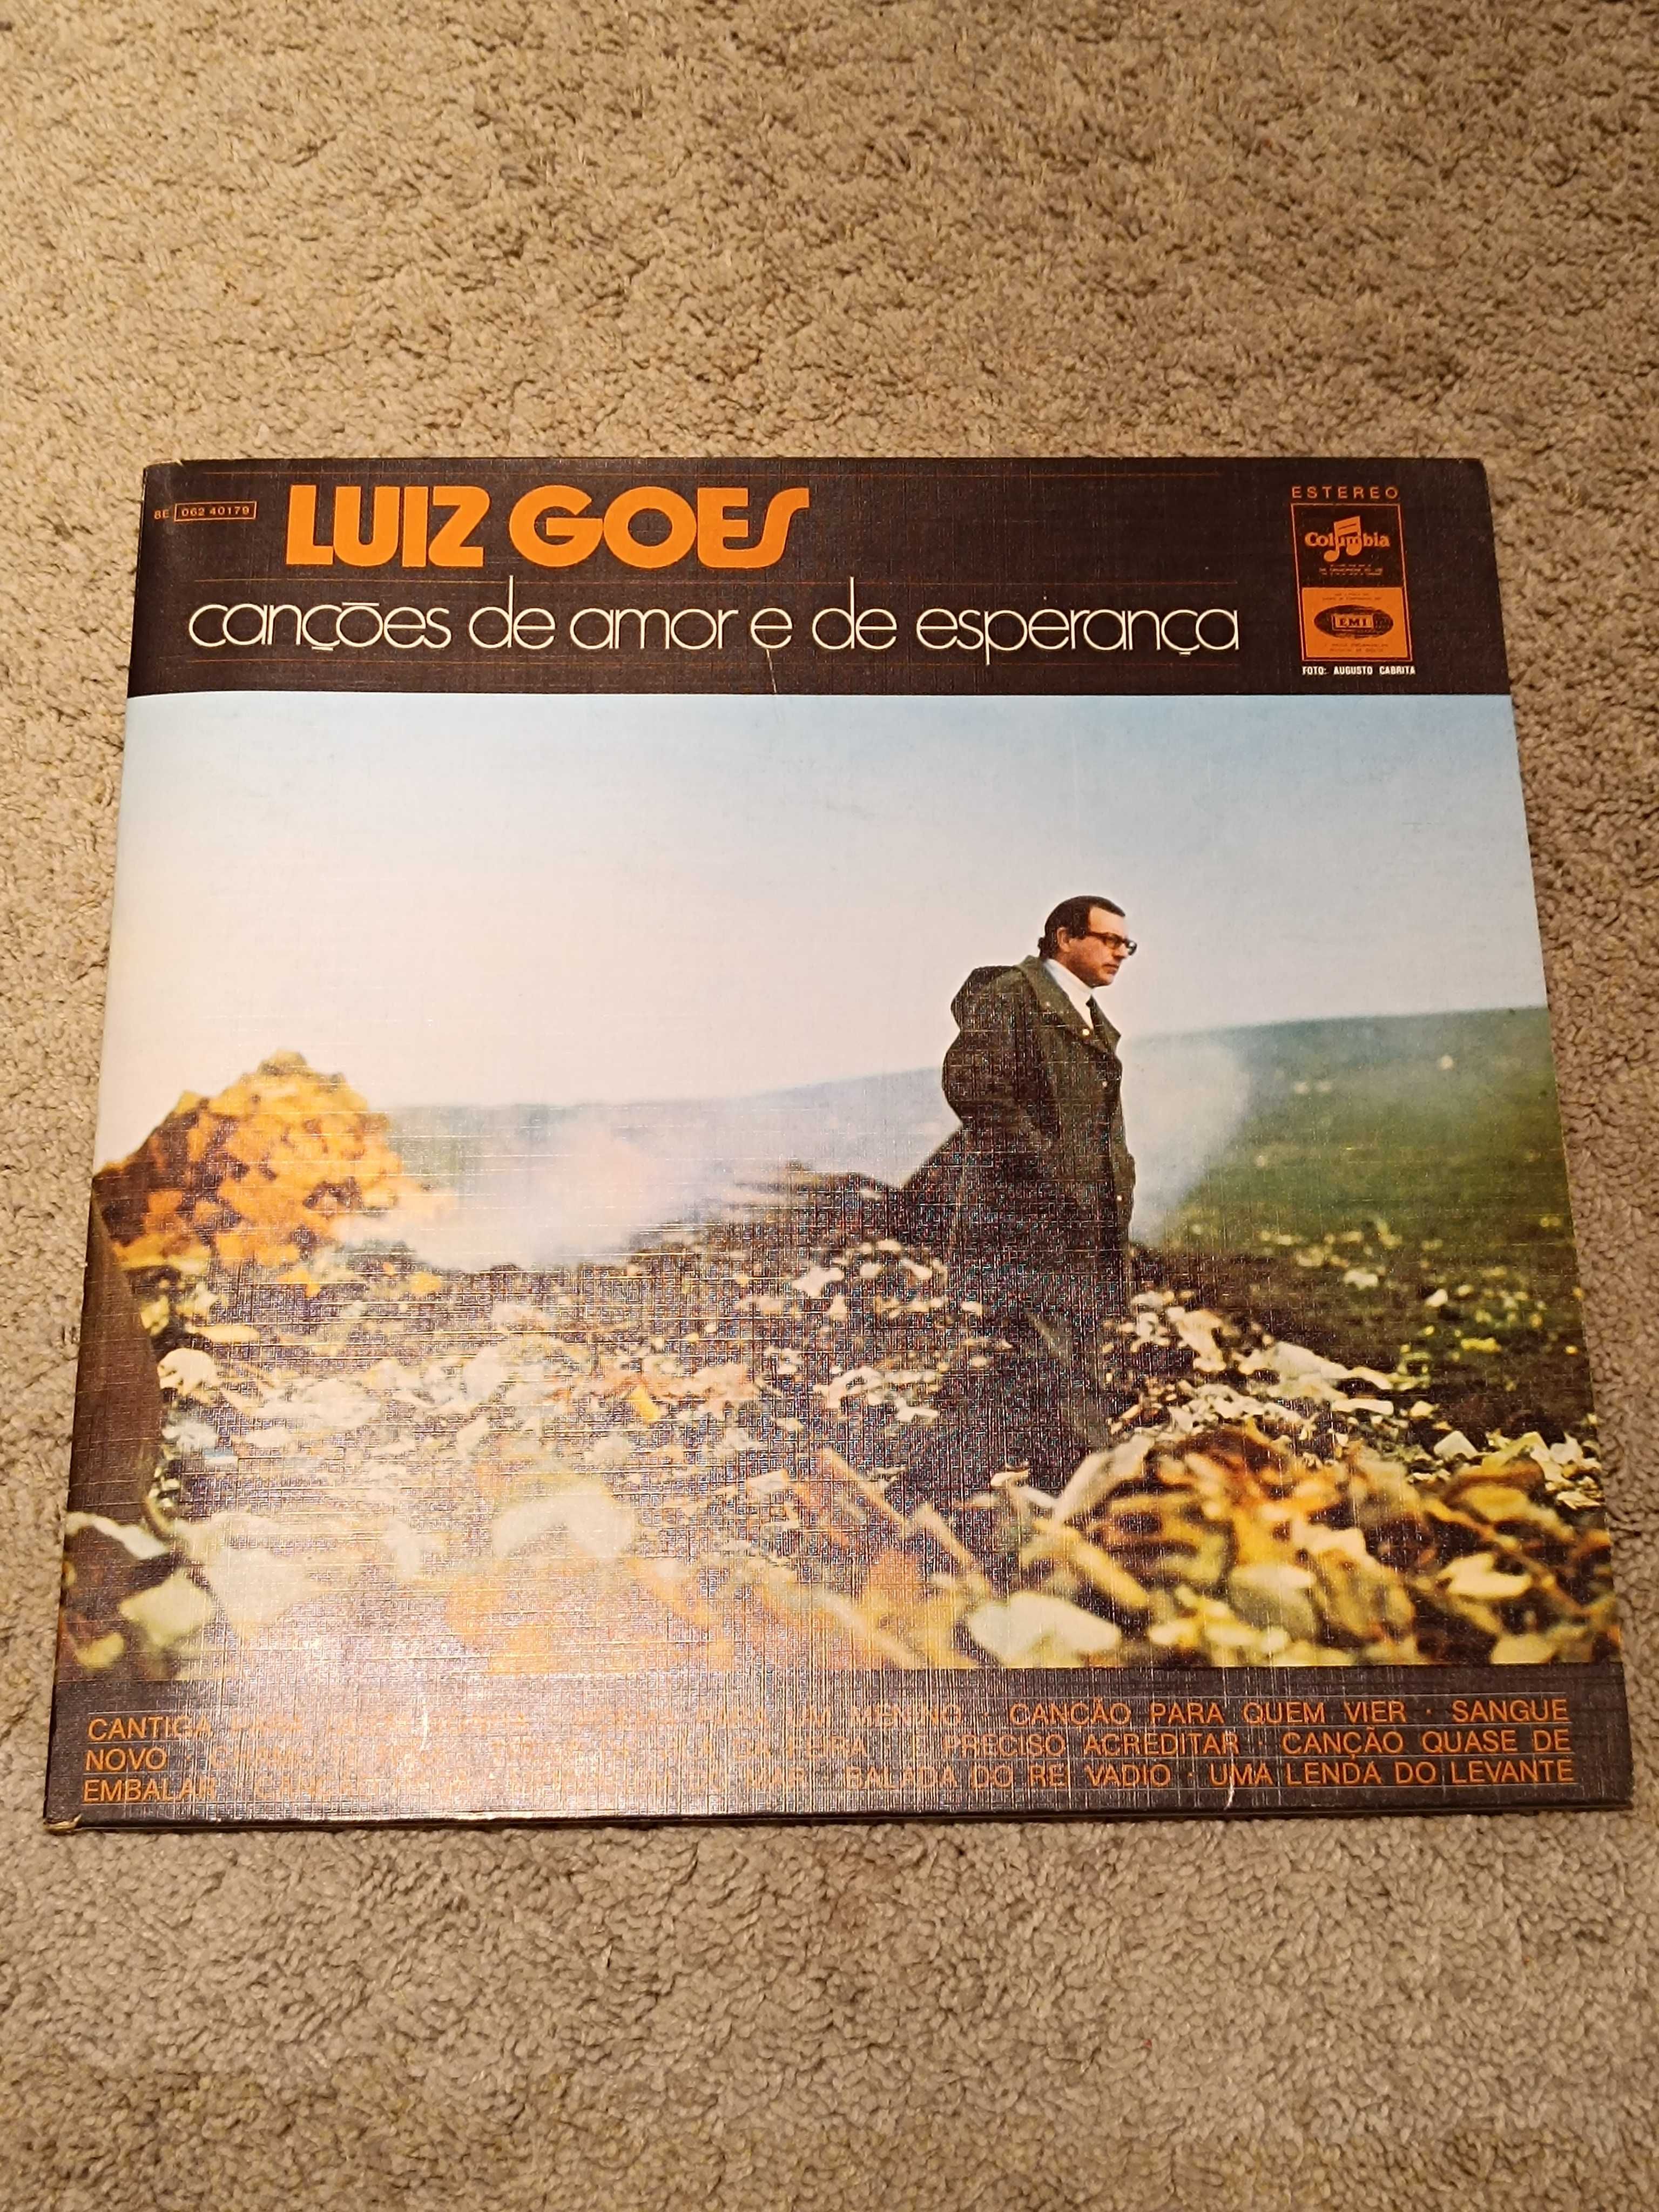 8E 062 40179
LUIZ GOES
canções de amor e de esperança
ESTEREO
Columbia
EMI
FOTO: AUGUSTO CABRITA
CANTIGA PARA UM MENINO · CANÇÃO PARA QUEM VIER · SANGUE
NOVO · É PRECISO ACREDITAR · CANÇÃO QUASE DE
EMBALAR · MAR · BALADA DO REI VADIO · UMA LENDA DO LEVANTE